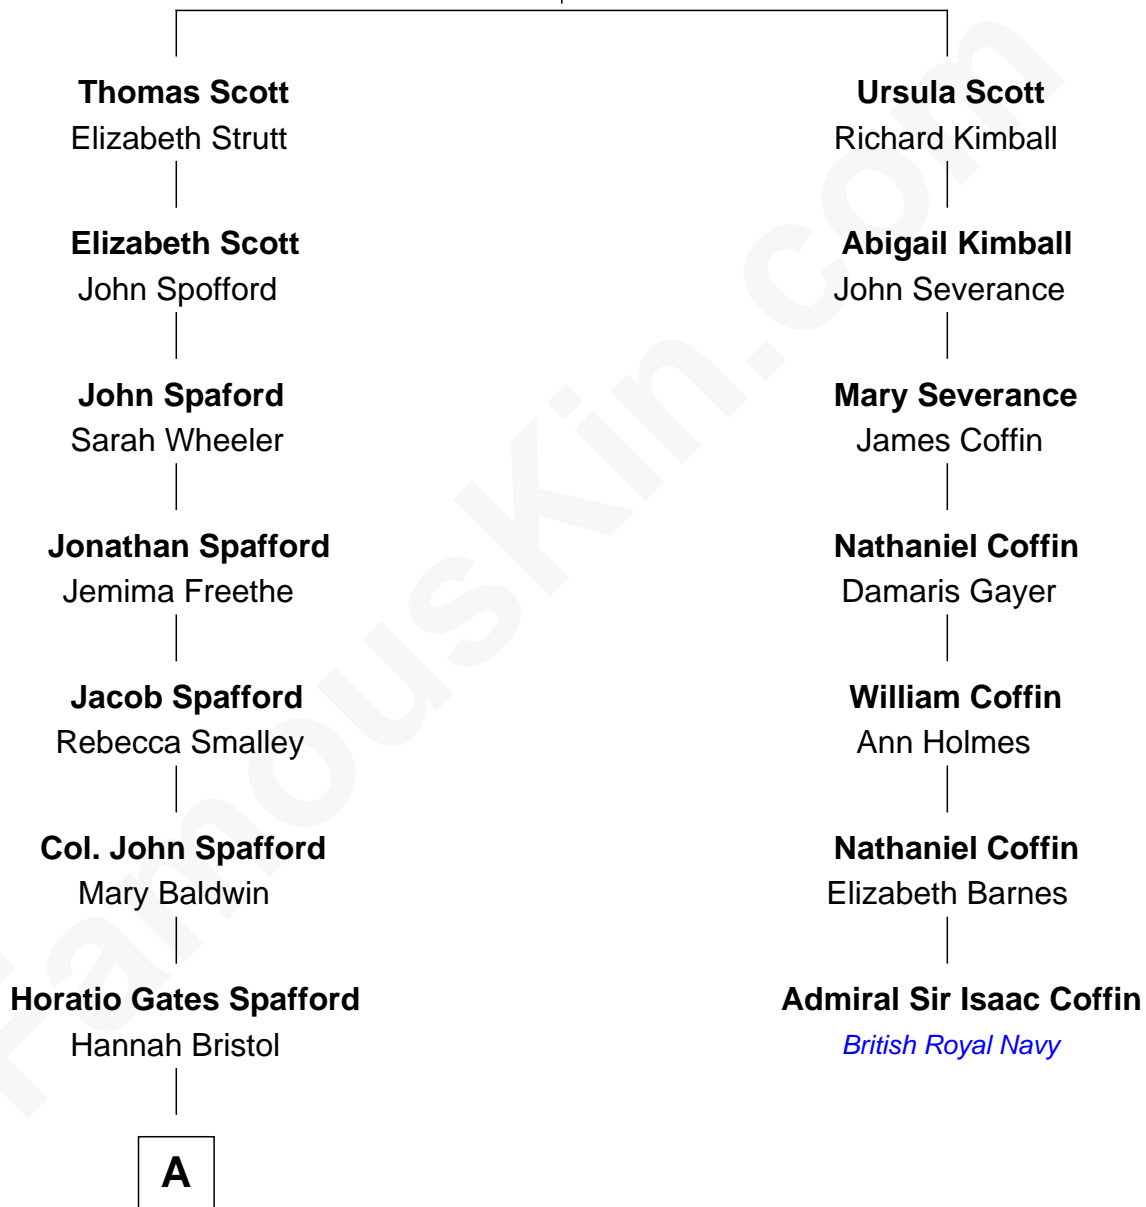 Thomas Scott
Elizabeth Strutt
Ursula Scott
Richard Kimball
Elizabeth Scott
John Spofford
Abigail Kimball
John Severance
John Spaford
Sarah Wheeler
Mary Severance
James Coffin
Jonathan Spafford
Jemima Freethe
Nathaniel Coffin
Damaris Gayer
Jacob Spafford
Rebecca Smalley
William Coffin
Ann Holmes
Col. John Spafford
Mary Baldwin
Nathaniel Coffin
Elizabeth Barnes
Horatio Gates Spafford
Hannah Bristol
Admiral Sir Isaac Coffin
British Royal Navy
A
FamousKin.com